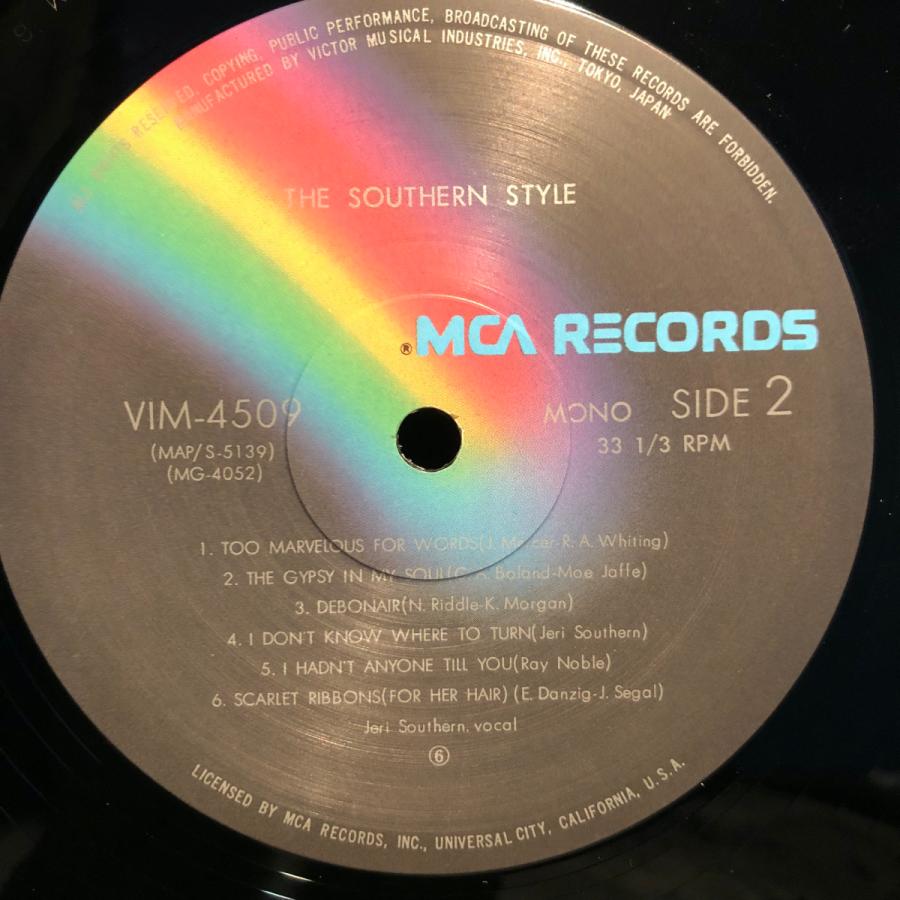 RESERVED. COPYING, PUBLIC PERFORMANCE, BROADCASTING OF THESE RECORDS ARE FORBIDDEN.
MANUFACTURED BY VICTOR MUSICAL INDUSTRIES, INC., TOKYO, JAPAN
THE SOUTHERN STYLE
®MCA RECORDS
VIM-4509
MONO SIDE 2
(MAP/S-5139)
33 1/3 RPM
(MG-4052)
1. TOO MARVELOUS FOR WORDS(J. Mercer-R. A. Whiting)
2. THE GYPSY IN MY SOUL(C. A. Boland-Moe Jaffe)
3. DEBONAIR(N. Riddle-K. Morgan)
4. I DON'T KNOW WHERE TO TURN(Jeri Southern)
5. I HADN'T ANYONE TILL YOU(Ray Noble)
6. SCARLET RIBBONS(FOR HER HAIR) (E. Danzig-J. Segal)
Jeri Southern, vocal
⑥
LICENSED BY MCA RECORDS, INC., UNIVERSAL CITY, CALIFORNIA, U.S.A.